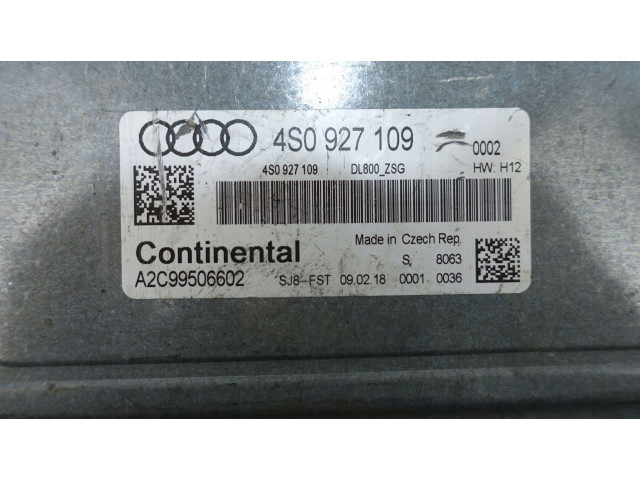 4S0 927 109
0002
4S0 927 109 DL800_ZSG HW: H12
Continental Made in Czech Rep.
S 8063
A2C99506602 SJ8-FST 09.02.18 0001 0036